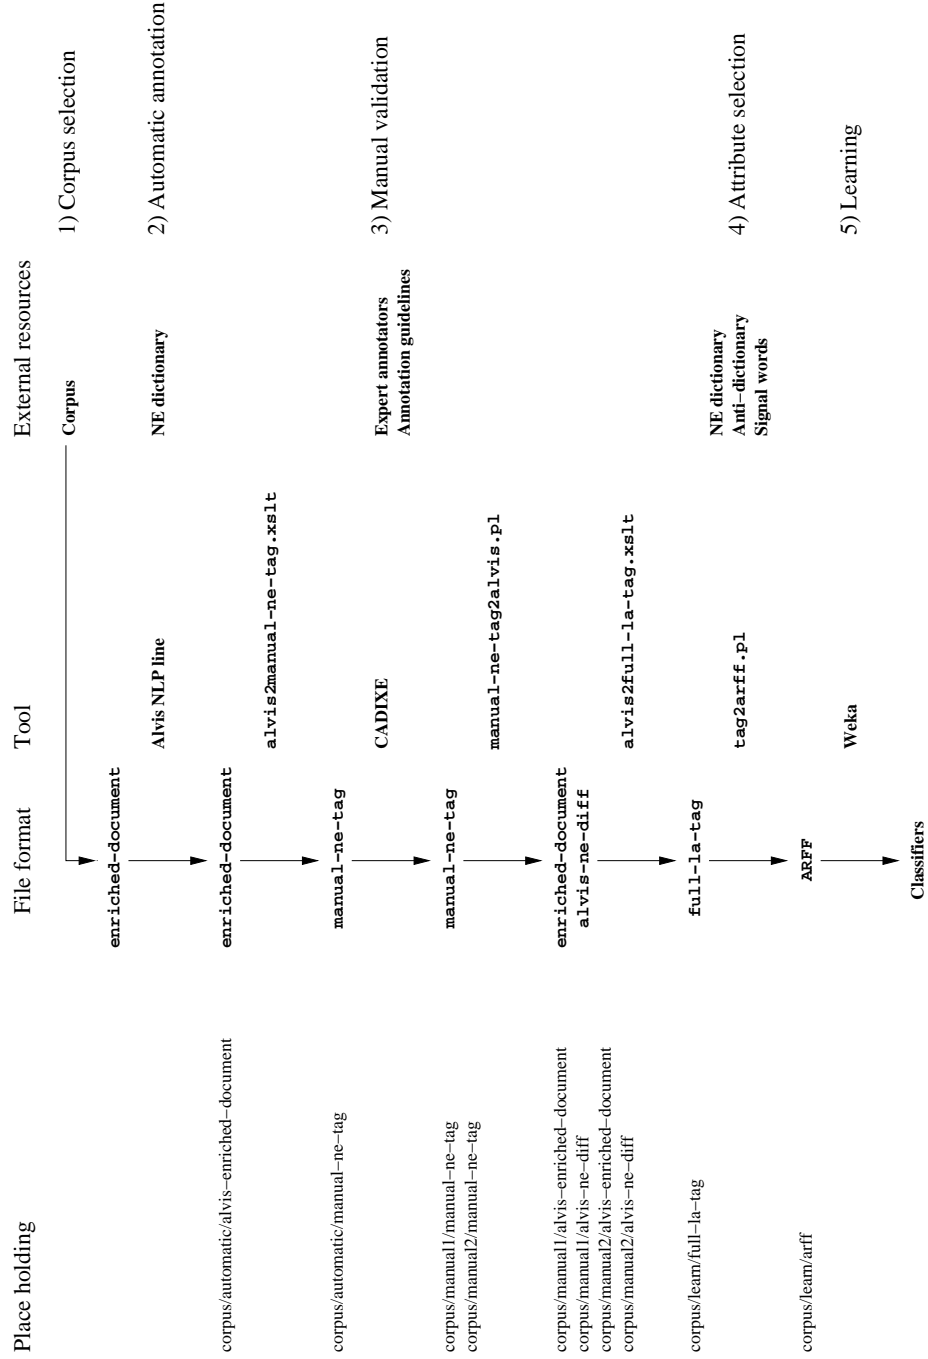 Place holding
File format
Tool
External resources
Corpus
1) Corpus selection
enriched−document
Alvis NLP line
NE dictionary
2) Automatic annotation
corpus/automatic/alvis−enriched−document
enriched−document
alvis2manual−ne−tag.xslt
corpus/automatic/manual−ne−tag
manual−ne−tag
CADIXE
Expert annotators
Annotation guidelines
3) Manual validation
corpus/manual1/manual−ne−tag
corpus/manual2/manual−ne−tag
manual−ne−tag
manual−ne−tag2alvis.pl
corpus/manual1/alvis−enriched−document
corpus/manual1/alvis−ne−diff
corpus/manual2/alvis−enriched−document
corpus/manual2/alvis−ne−diff
enriched−document
alvis−ne−diff
alvis2full−la−tag.xslt
corpus/learn/full−la−tag
full−la−tag
tag2arff.pl
NE dictionary
Anti−dictionary
Signal words
4) Attribute selection
corpus/learn/arff
ARFF
Weka
5) Learning
Classifiers